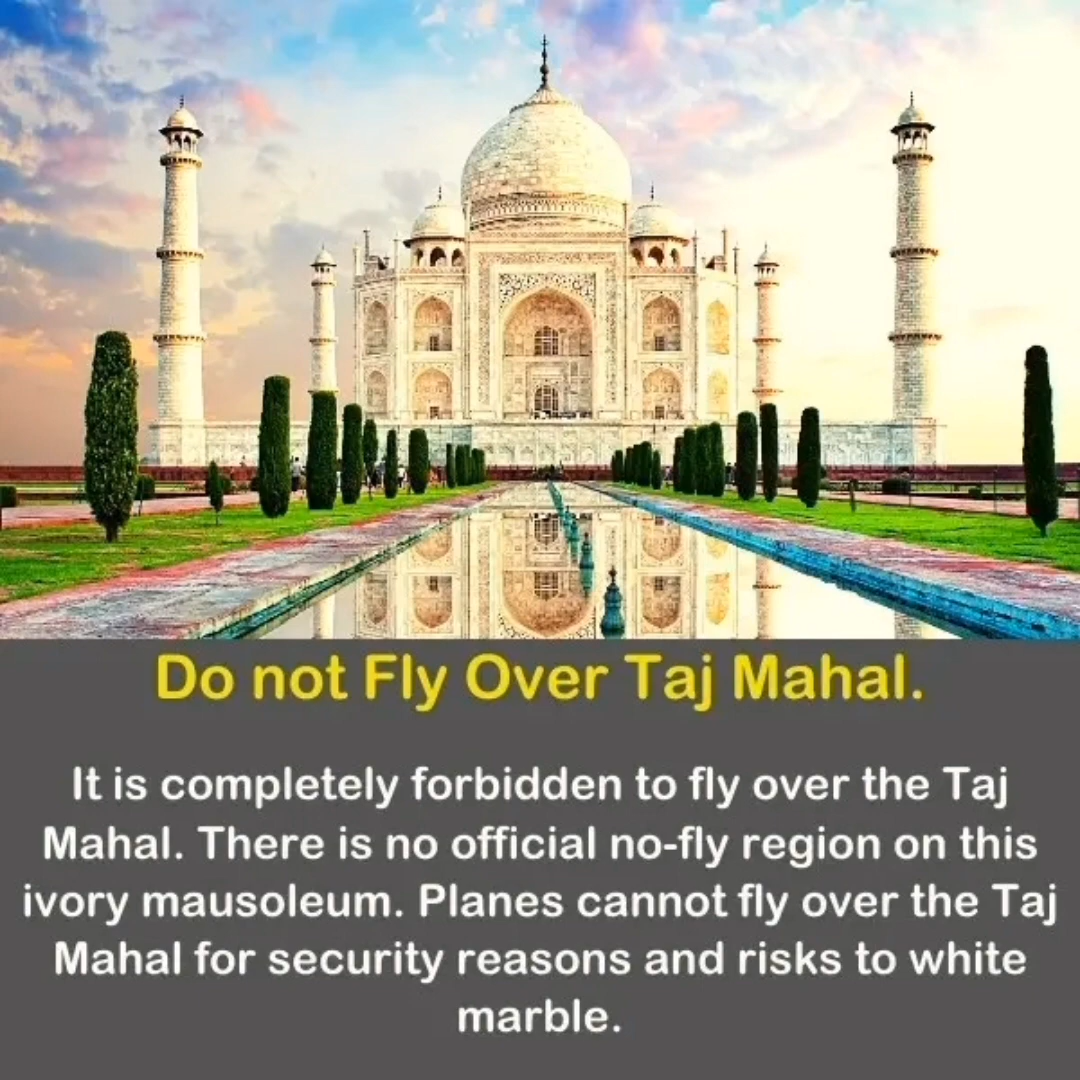 Do not Fly Over Taj Mahal.
It is completely forbidden to fly over the Taj
Mahal. There is no official no-fly region on this
ivory mausoleum. Planes cannot fly over the Taj
Mahal for security reasons and risks to white
marble.